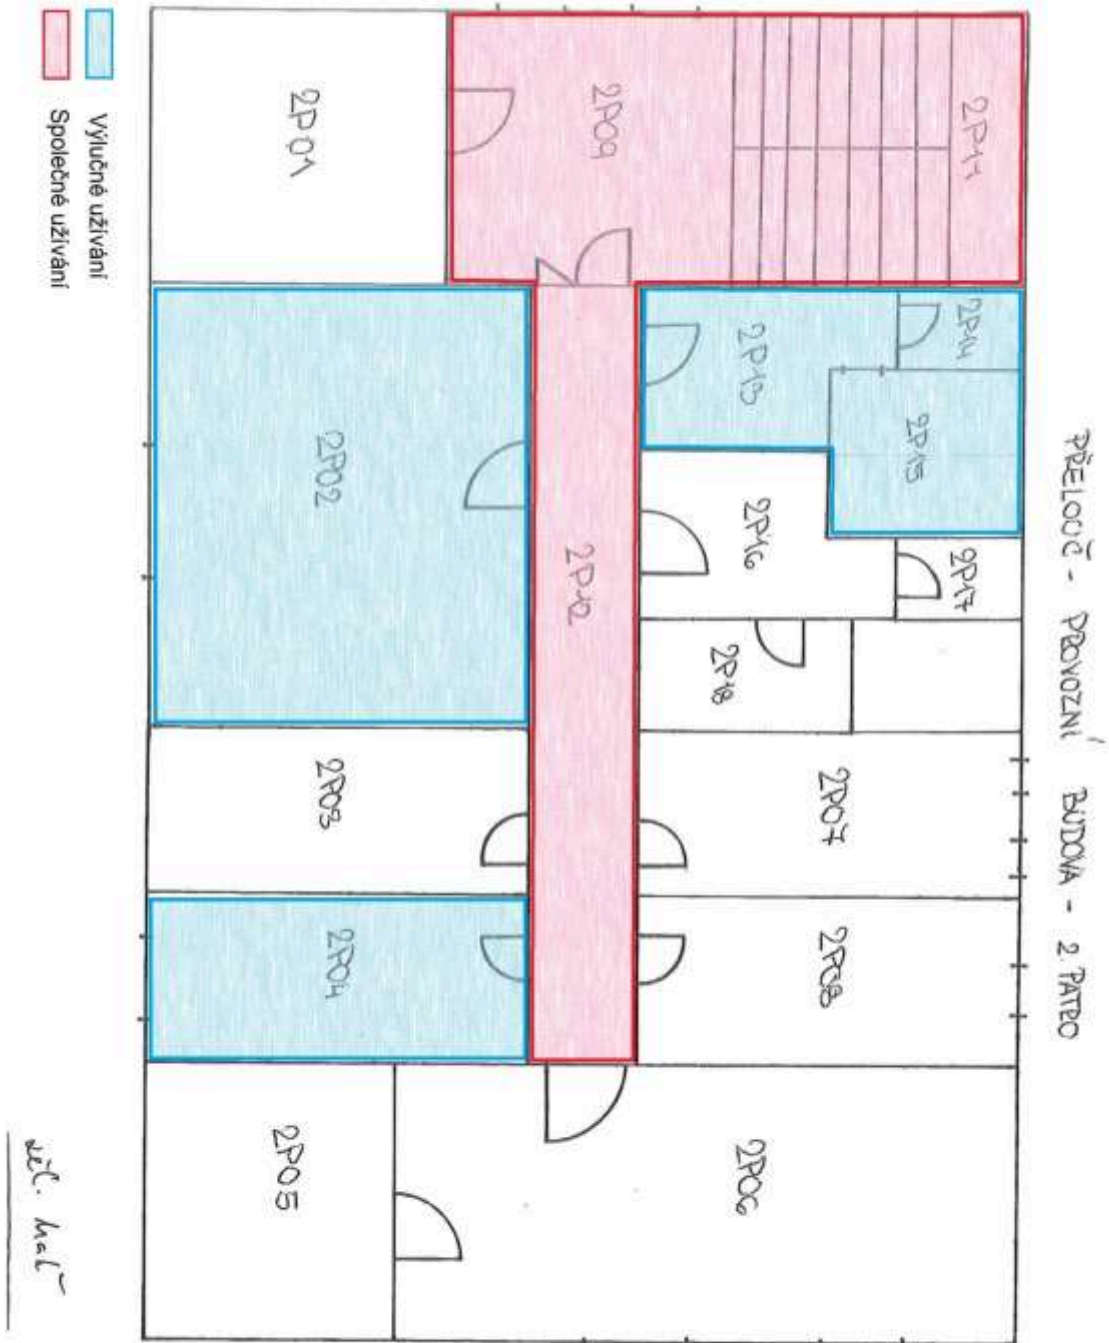 PŘELOUČ - PROVOZNÍ BUDOVA - 2. PATRO
2P11
2P09
2P01
2P14
2P13
2P15
2P02
2P12
2P16
2P17
2P18
2P03
2P07
2P04
2P08
2P05
2P06
Výlučné užívání
Společné užívání